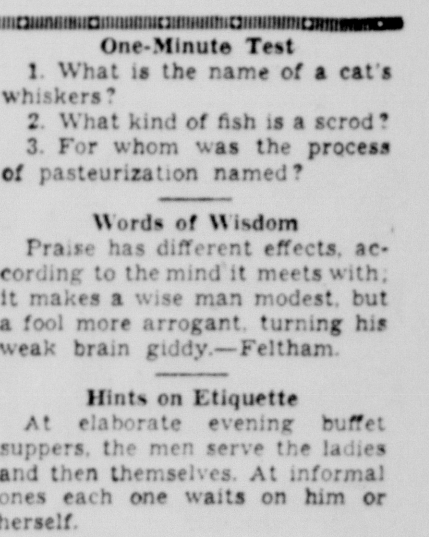 One-Minute Test
1. What is the name of a cat's
whiskers?
2. What kind of fish is a scrod?
3. For whom was the process
of pasteurization named?
Words of Wisdom
Praise has different effects, ac-
cording to the mind it meets with;
it makes a wise man modest, but
a fool more arrogant, turning his
weak brain giddy.—Feltham.
Hints on Etiquette
At elaborate evening buffet
suppers, the men serve the ladies
and then themselves. At informal
ones each one waits on him or
herself.